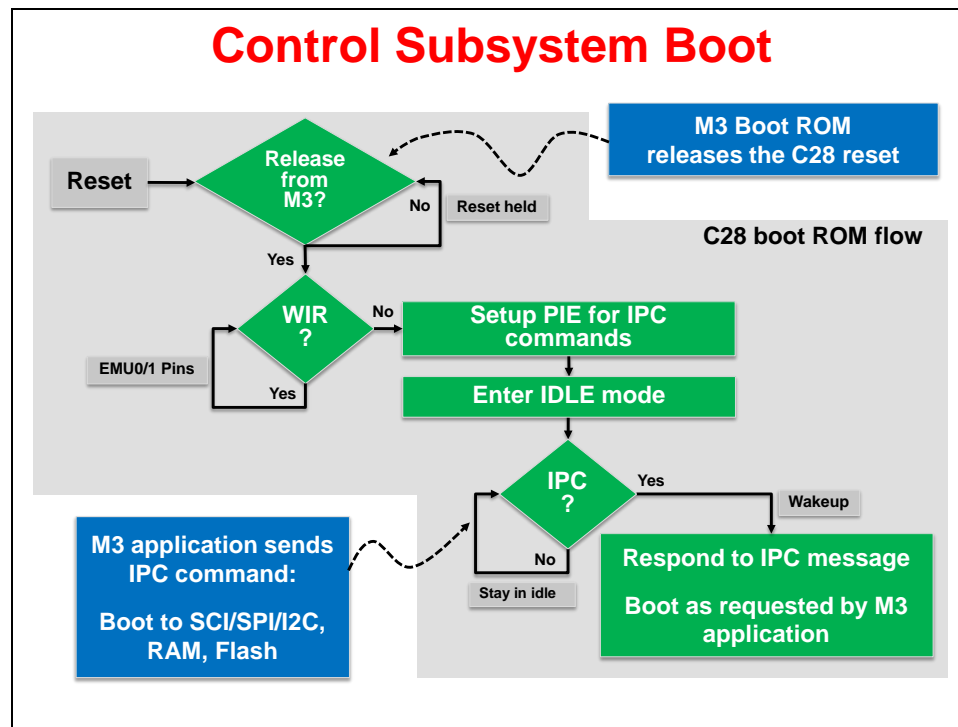 Control Subsystem Boot
M3 Boot ROM
releases the C28 reset
Reset
Release
from
M3?
No
Reset held
C28 boot ROM flow
Yes
WIR
?
No
Setup PIE for IPC
commands
EMU0/1 Pins
Yes
Enter IDLE mode
IPC
?
Yes
Wakeup
No
Stay in idle
M3 application sends
IPC command:
Boot to SCI/SPI/I2C,
RAM, Flash
Respond to IPC message
Boot as requested by M3
application